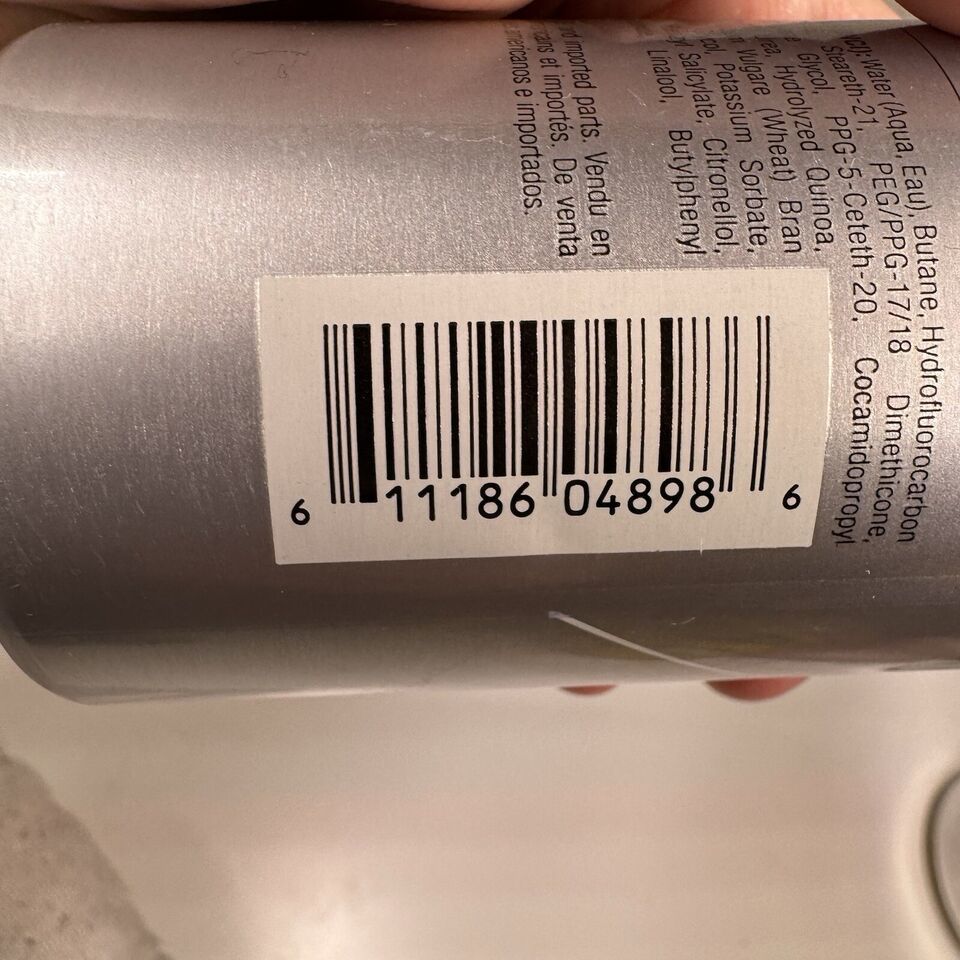 Water (Aqua, Eau), Butane, Hydrofluorocarbon
Steareth-21, PEG/PPG-17/18 Dimethicone,
Glycol, PPG-5-Ceteth-20, Cocamidopropyl
Hydrolyzed Quinoa,
Vulgare (Wheat) Bran
Potassium Sorbate,
Salicylate, Citronellol,
Linalool, Butylphenyl
imported parts. Vendu en
et importés. De venta
americanos e importados.
6 11186 04898 6